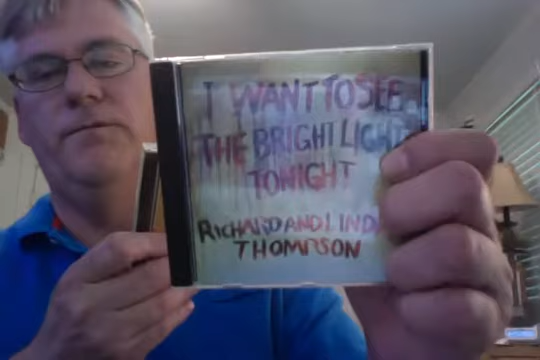 I WANT TO SEE
THE BRIGHT LIGHTS
TONIGHT
RICHARD AND LINDA
THOMPSON